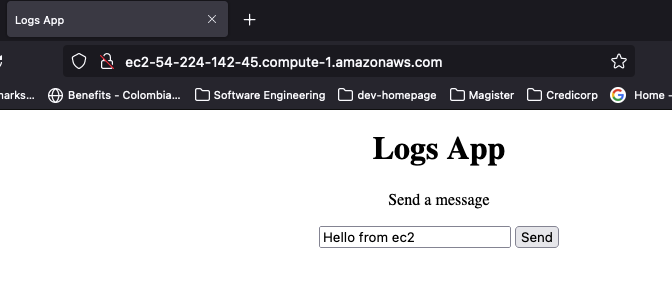 Logs App
ec2-54-224-142-45.compute-1.amazonaws.com
narks... Benefits - Colombia... Software Engineering dev-homepage Magister Credicorp Home -
Logs App
Send a message
Hello from ec2 Send